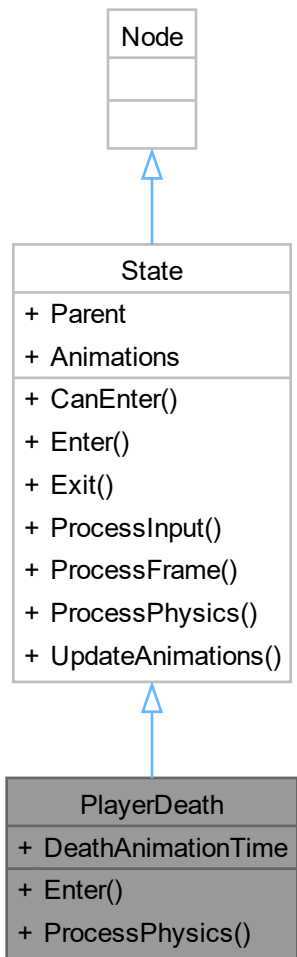 Node
State
+ Parent
+ Animations
+ CanEnter()
+ Enter()
+ Exit()
+ ProcessInput()
+ ProcessFrame()
+ ProcessPhysics()
+ UpdateAnimations()
PlayerDeath
+ DeathAnimationTime
+ Enter()
+ ProcessPhysics()